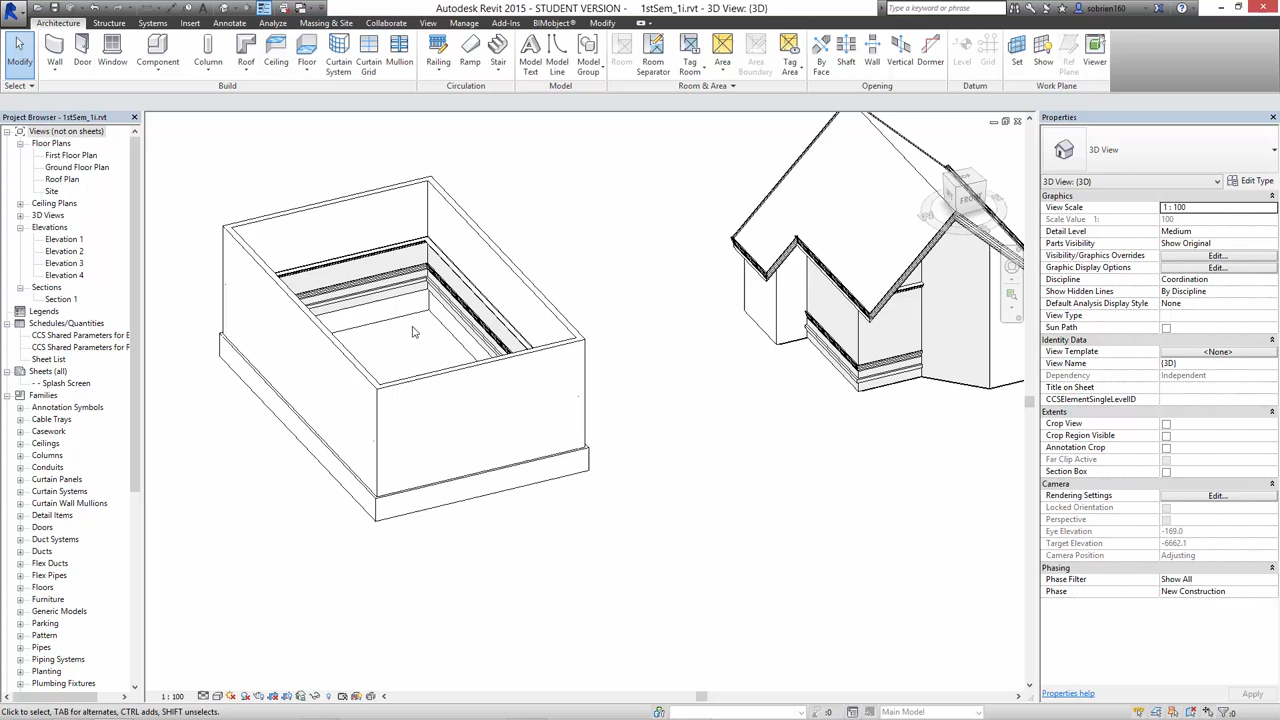 Autodesk Revit 2015 - STUDENT VERSION - 1stSem_1i.rvt - 3D View: {3D}
Type a keyword or phrase
sobrien160
Architecture Structure Systems Insert Annotate Analyze Massing & Site Collaborate View Manage Add-Ins BIMobject® Modify
Modify Wall Door Window Component Column Roof Ceiling Floor Curtain System Curtain Grid Mullion Railing Ramp Stair Model Text Model Line Model Group Room Room Separator Tag Room Area Area Boundary Tag Area By Face Shaft Wall Vertical Dormer Level Grid Set Show Ref Plane Viewer
Select Build Circulation Model Room & Area Opening Datum Work Plane
Project Browser - 1stSem_1i.rvt
Views (not on sheets)
Floor Plans
First Floor Plan
Ground Floor Plan
Roof Plan
Site
Ceiling Plans
3D Views
Elevations
Elevation 1
Elevation 2
Elevation 3
Elevation 4
Sections
Section 1
Legends
Schedules/Quantities
CCS Shared Parameters for E
CCS Shared Parameters for F
Sheet List
Sheets (all)
- - Splash Screen
Families
Annotation Symbols
Cable Trays
Casework
Ceilings
Columns
Conduits
Curtain Panels
Curtain Systems
Curtain Wall Mullions
Detail Items
Doors
Duct Systems
Ducts
Flex Ducts
Flex Pipes
Floors
Furniture
Generic Models
Parking
Pattern
Pipes
Piping Systems
Planting
Plumbing Fixtures
FRONT
Properties
3D View
3D View: {3D} Edit Type
Graphics
View Scale 1 : 100
Scale Value 1: 100
Detail Level Medium
Parts Visibility Show Original
Visibility/Graphics Overrides Edit...
Graphic Display Options Edit...
Discipline Coordination
Show Hidden Lines By Discipline
Default Analysis Display Style None
View Type
Sun Path
Identity Data
View Template <None>
View Name {3D}
Dependency Independent
Title on Sheet
CCSElementSingleLevelID
Extents
Crop View
Crop Region Visible
Annotation Crop
Far Clip Active
Section Box
Camera
Rendering Settings Edit...
Locked Orientation
Perspective
Eye Elevation -169.0
Target Elevation -6662.1
Camera Position Adjusting
Phasing
Phase Filter Show All
Phase New Construction
Properties help Apply
1 : 100
Click to select, TAB for alternates, CTRL adds, SHIFT unselects. :0 Main Model :0